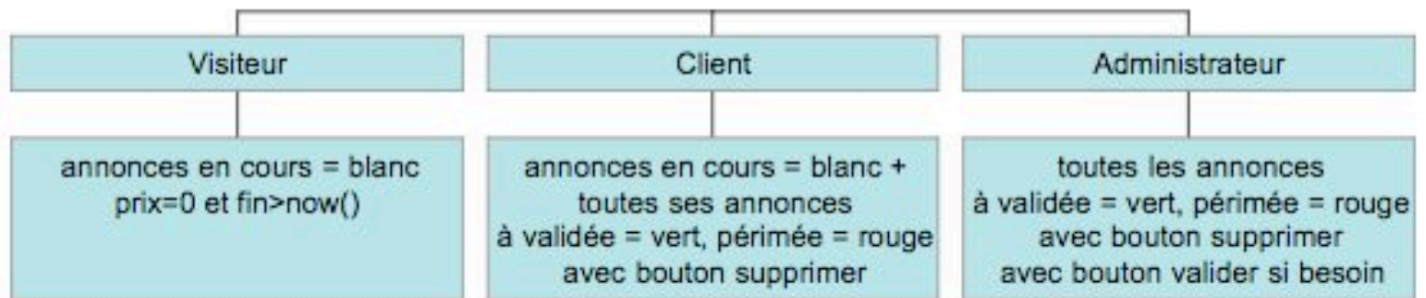 Visiteur
Client
Administrateur
annonces en cours = blanc
prix=0 et fin>now()
annonces en cours = blanc +
toutes ses annonces
à validée = vert, périmée = rouge
avec bouton supprimer
toutes les annonces
à validée = vert, périmée = rouge
avec bouton supprimer
avec bouton valider si besoin